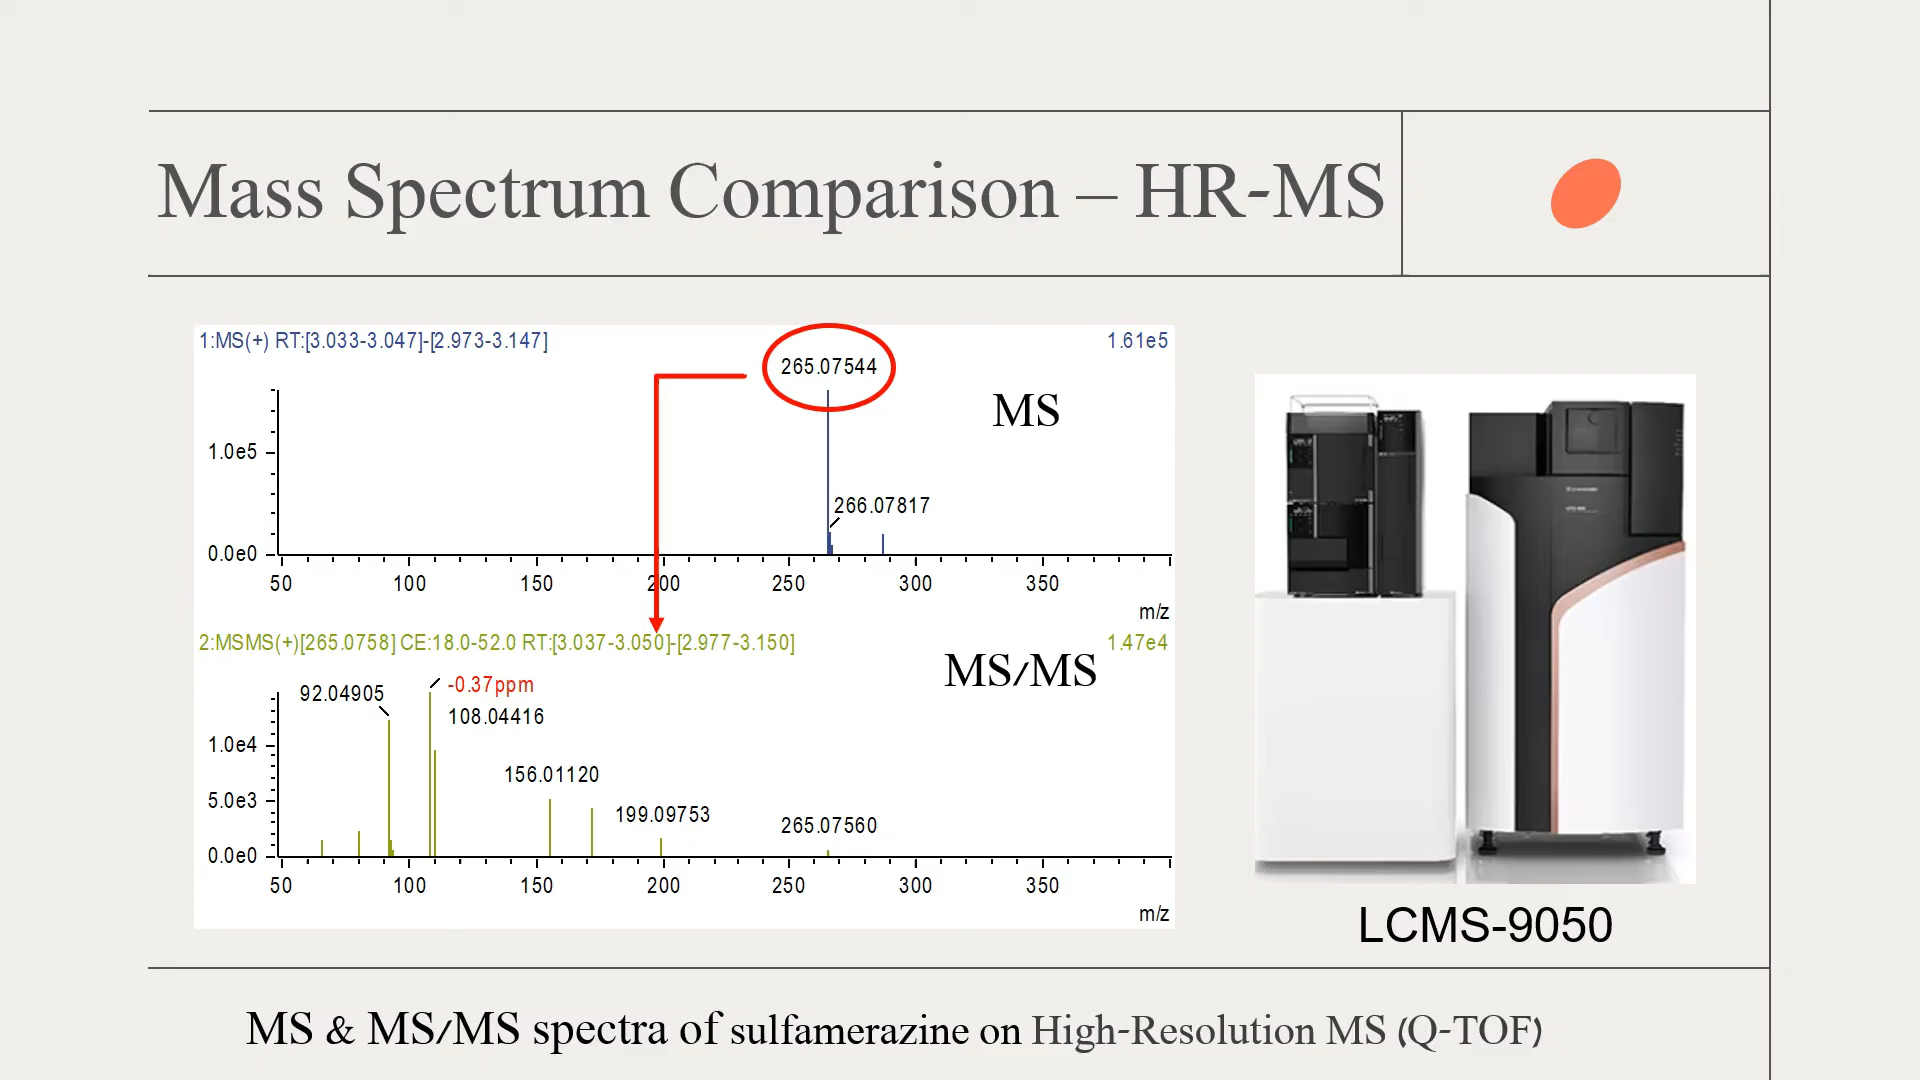 Mass Spectrum Comparison – HR-MS
1:MS(+) RT:[3.033-3.047]-[2.973-3.147]
1.61e5
265.07544
MS
1.0e5
266.07817
0.0e0
50 100 150 200 250 300 350
m/z
2:MSMS(+)[265.0758] CE:18.0-52.0 RT:[3.037-3.050]-[2.977-3.150]
1.47e4
MS/MS
92.04905
-0.37ppm
108.04416
1.0e4
156.01120
5.0e3
199.09753
265.07560
0.0e0
50 100 150 200 250 300 350
m/z
LCMS-9050
MS & MS/MS spectra of sulfamerazine on High-Resolution MS (Q-TOF)